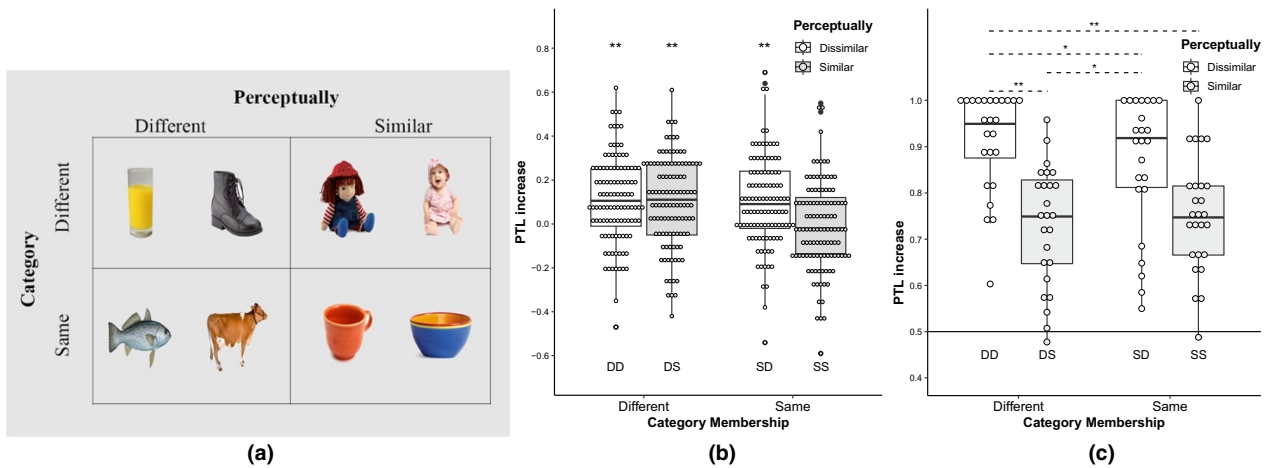 Perceptually
Different Similar
Category
Different
Same
(a)
PTL increase
0.8
0.6
0.4
0.2
0.0
−0.2
−0.4
−0.6
** ** **
Perceptually
Dissimilar
Similar
DD DS SD SS
Different Same
Category Membership
(b)
PTL increase
1.0
0.9
0.8
0.7
0.6
0.5
0.4
**
*
*
**
Perceptually
Dissimilar
Similar
DD DS SD SS
Different Same
Category Membership
(c)